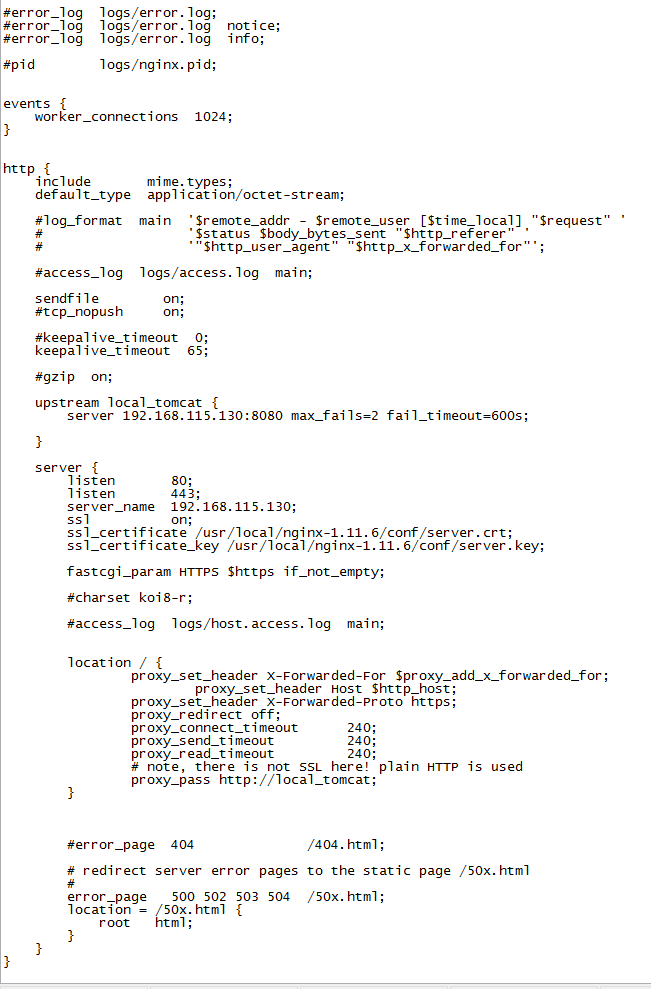 #error_log  logs/error.log;
#error_log  logs/error.log  notice;
#error_log  logs/error.log  info;
#pid        logs/nginx.pid;
events {
    worker_connections  1024;
}
http {
    include       mime.types;
    default_type  application/octet-stream;
    #log_format  main  '$remote_addr - $remote_user [$time_local] "$request" '
    #                  '$status $body_bytes_sent "$http_referer" '
    #                  '"$http_user_agent" "$http_x_forwarded_for"';
    #access_log  logs/access.log  main;
    sendfile        on;
    #tcp_nopush     on;
    #keepalive_timeout  0;
    keepalive_timeout  65;
    #gzip  on;
    upstream local_tomcat {
        server 192.168.115.130:8080 max_fails=2 fail_timeout=600s;
    }
    server {
        listen       80;
        listen       443;
        server_name  192.168.115.130;
        ssl          on;
        ssl_certificate /usr/local/nginx-1.11.6/conf/server.crt;
        ssl_certificate_key /usr/local/nginx-1.11.6/conf/server.key;
        fastcgi_param HTTPS $https if_not_empty;
        #charset koi8-r;
        #access_log  logs/host.access.log  main;
        location / {
                proxy_set_header X-Forwarded-For $proxy_add_x_forwarded_for;
                        proxy_set_header Host $http_host;
                proxy_set_header X-Forwarded-Proto https;
                proxy_redirect off;
                proxy_connect_timeout      240;
                proxy_send_timeout         240;
                proxy_read_timeout         240;
                # note, there is not SSL here! plain HTTP is used
                proxy_pass http://local_tomcat;
        }
        #error_page  404              /404.html;
        # redirect server error pages to the static page /50x.html
        #
        error_page   500 502 503 504  /50x.html;
        location = /50x.html {
            root   html;
        }
    }
}